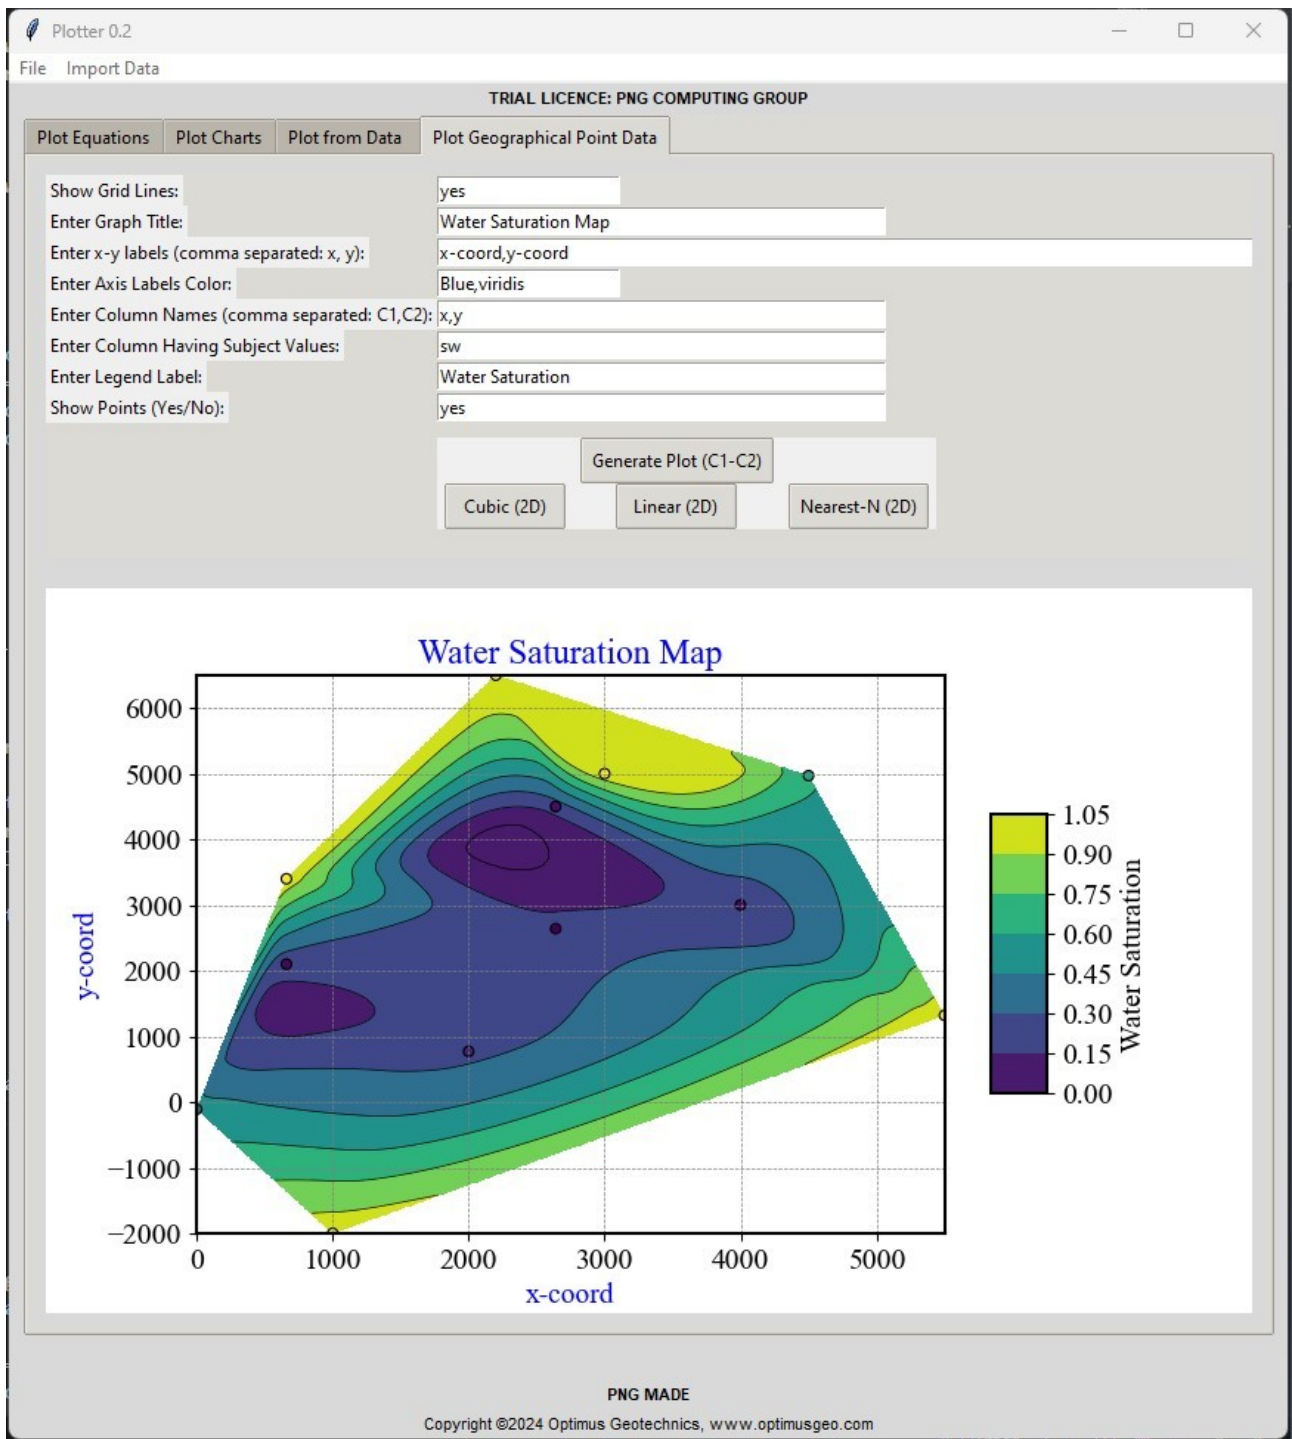 Plotter 0.2
File Import Data
TRIAL LICENCE: PNG COMPUTING GROUP
Plot Equations Plot Charts Plot from Data Plot Geographical Point Data
Show Grid Lines: yes
Enter Graph Title: Water Saturation Map
Enter x-y labels (comma separated: x, y): x-coord,y-coord
Enter Axis Labels Color: Blue,viridis
Enter Column Names (comma separated: C1,C2): x,y
Enter Column Having Subject Values: sw
Enter Legend Label: Water Saturation
Show Points (Yes/No): yes
Generate Plot (C1-C2)
Cubic (2D) Linear (2D) Nearest-N (2D)
Water Saturation Map
6000
5000
4000
3000
2000
1000
0
−1000
−2000
y-coord
0 1000 2000 3000 4000 5000
x-coord
1.05
0.90
0.75
0.60
0.45
0.30
0.15
0.00
Water Saturation
PNG MADE
Copyright ©2024 Optimus Geotechnics, www.optimusgeo.com